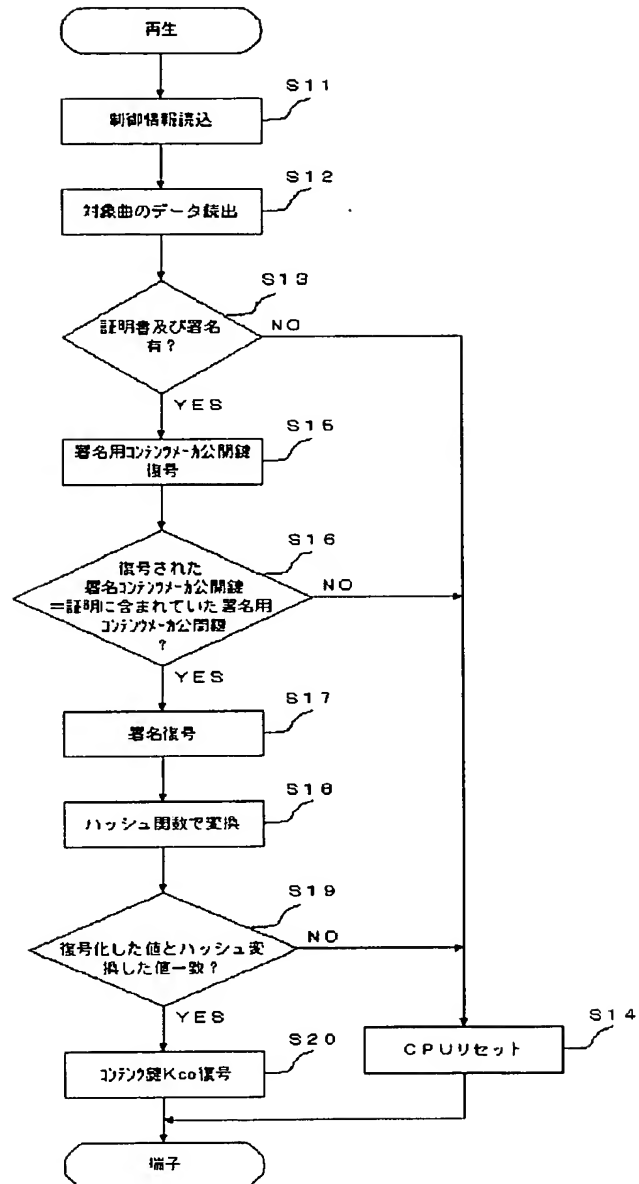 再生
S11
制御情報読込
S12
対象曲のデータ読出
S13
証明書及び署名
有?
NO
YES
S15
署名用コンテンツメーカ公開鍵
復号
S16
復号された
署名コンテンツメーカ公開鍵
=証明に含まれていた署名用
コンテンツメーカ公開鍵
?
NO
YES
S17
署名復号
S18
ハッシュ関数で変換
S19
復号化した値とハッシュ変
換した値一致?
NO
YES
S20
コンテンツ鍵Kco復号
S14
CPUリセット
端子